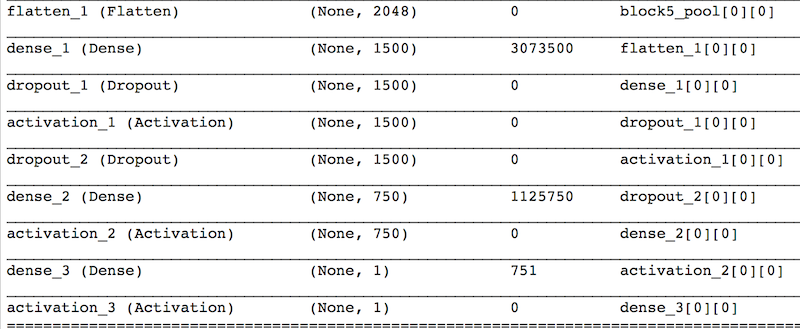 flatten_1 (Flatten) (None, 2048) 0 block5_pool[0][0]
dense_1 (Dense) (None, 1500) 3073500 flatten_1[0][0]
dropout_1 (Dropout) (None, 1500) 0 dense_1[0][0]
activation_1 (Activation) (None, 1500) 0 dropout_1[0][0]
dropout_2 (Dropout) (None, 1500) 0 activation_1[0][0]
dense_2 (Dense) (None, 750) 1125750 dropout_2[0][0]
activation_2 (Activation) (None, 750) 0 dense_2[0][0]
dense_3 (Dense) (None, 1) 751 activation_2[0][0]
activation_3 (Activation) (None, 1) 0 dense_3[0][0]